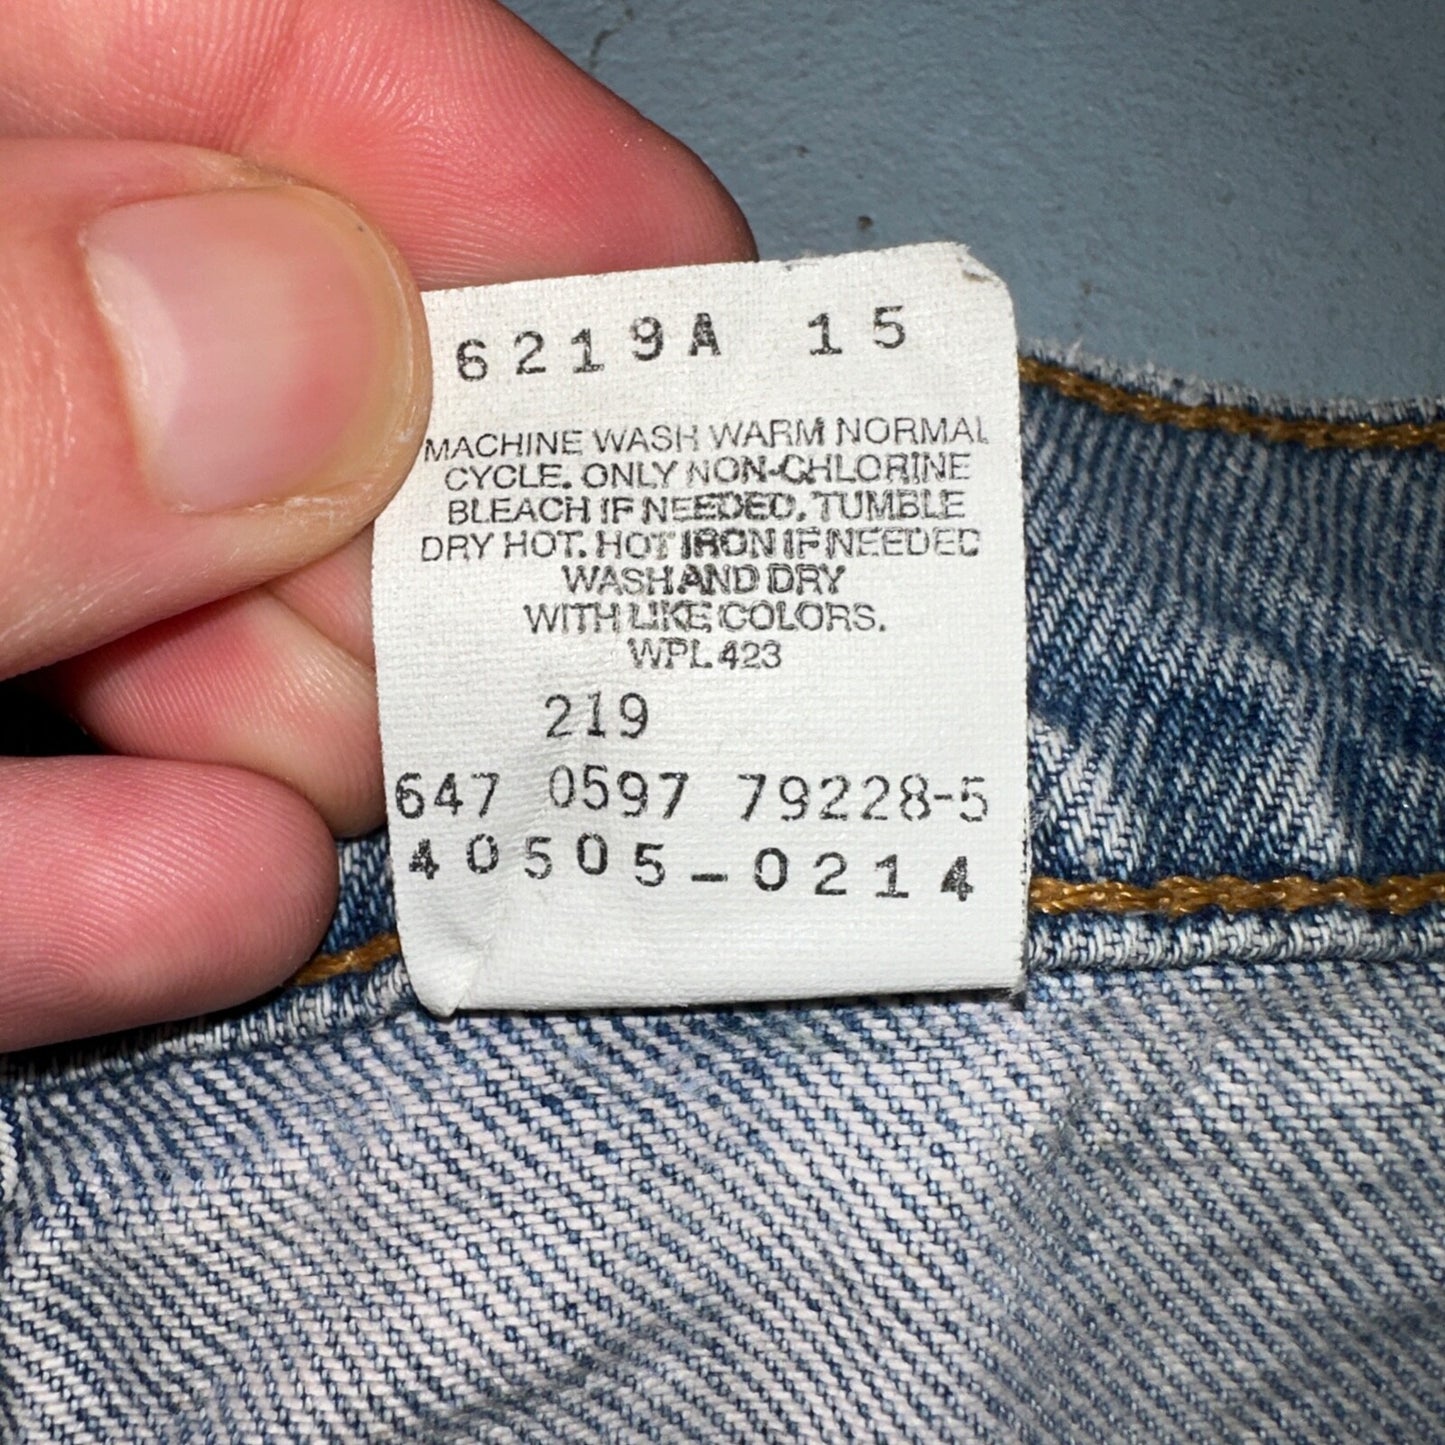 6219A 15
MACHINE WASH WARM NORMAL
CYCLE. ONLY NON-CHLORINE
BLEACH IF NEEDED. TUMBLE
DRY HOT. HOT IRON IF NEEDED
WASH AND DRY
WITH LIKE COLORS.
WPL 423
219
647 0597 79228-5
40505-0214